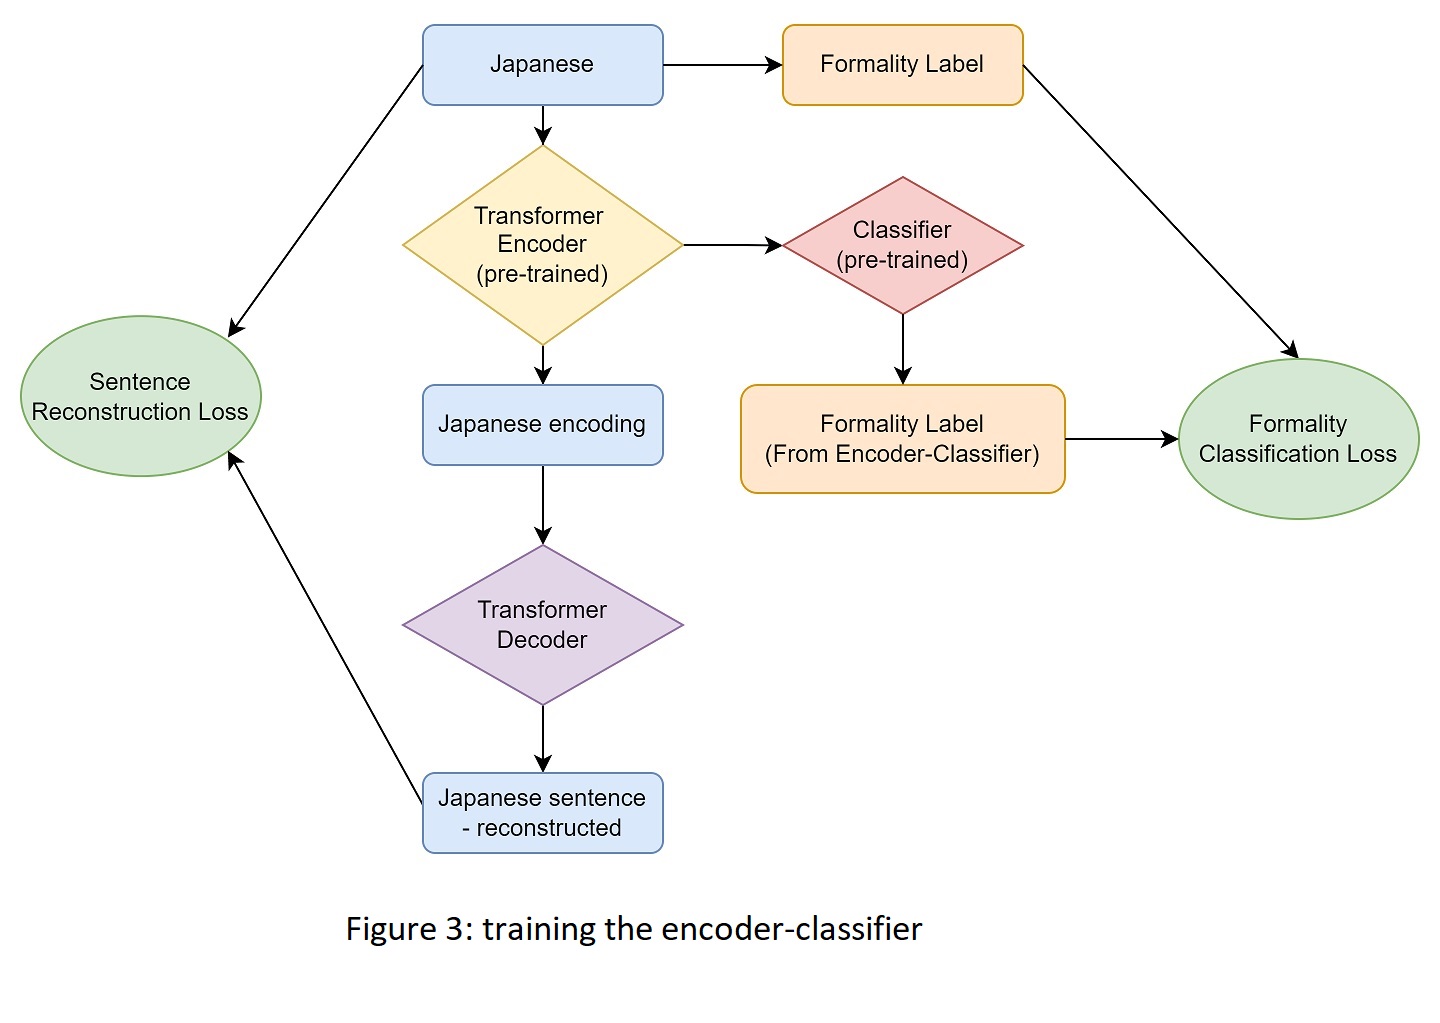 Japanese
Formality Label
Transformer
Encoder
(pre-trained)
Classifier
(pre-trained)
Sentence
Reconstruction Loss
Japanese encoding
Formality Label
(From Encoder-Classifier)
Formality
Classification Loss
Transformer
Decoder
Japanese sentence
- reconstructed
Figure 3: training the encoder-classifier